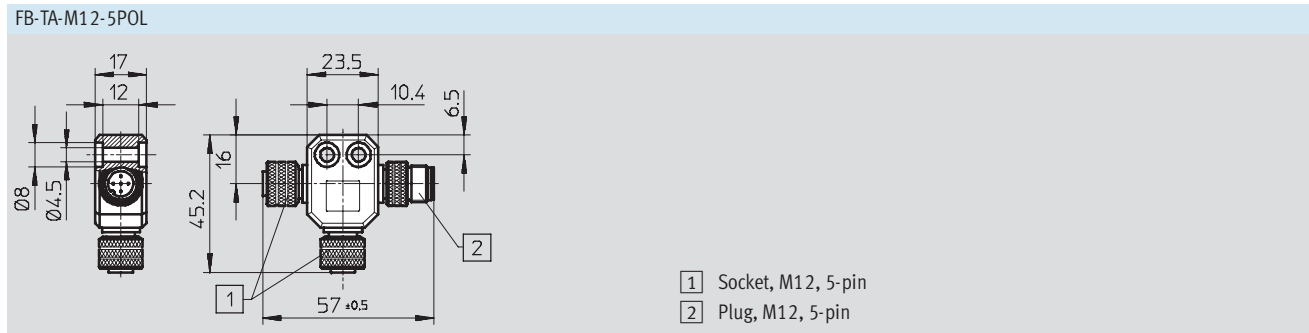 FB-TA-M12-5POL
17
12
Ø8
Ø4.5
23.5
10.4
6.5
16
45.2
57 ±0,5
1
2
1 Socket, M12, 5-pin
2 Plug, M12, 5-pin